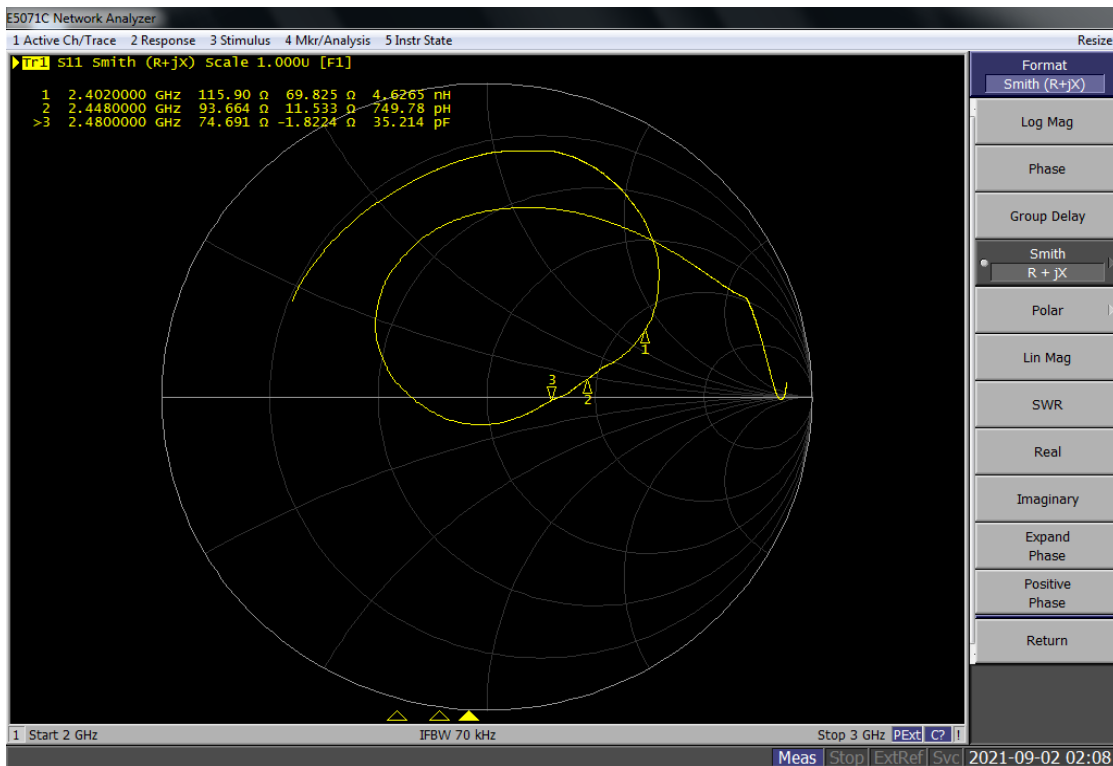 E5071C Network Analyzer
1 Active Ch/Trace 2 Response 3 Stimulus 4 Mkr/Analysis 5 Instr State Resize
Tr1 S11 Smith (R+jX) Scale 1.000U [F1]
1 2.4020000 GHz 115.90 Ω 69.825 Ω 4.6265 nH
2 2.4480000 GHz 93.664 Ω 11.533 Ω 749.78 pH
>3 2.4800000 GHz 74.691 Ω -1.8224 Ω 35.214 pF
1
3
2
Format
Smith (R+jX)
Log Mag
Phase
Group Delay
Smith
R + jX
Polar
Lin Mag
SWR
Real
Imaginary
Expand
Phase
Positive
Phase
Return
1 Start 2 GHz IFBW 70 kHz Stop 3 GHz PExt C? !
Meas Stop ExtRef Svc 2021-09-02 02:08